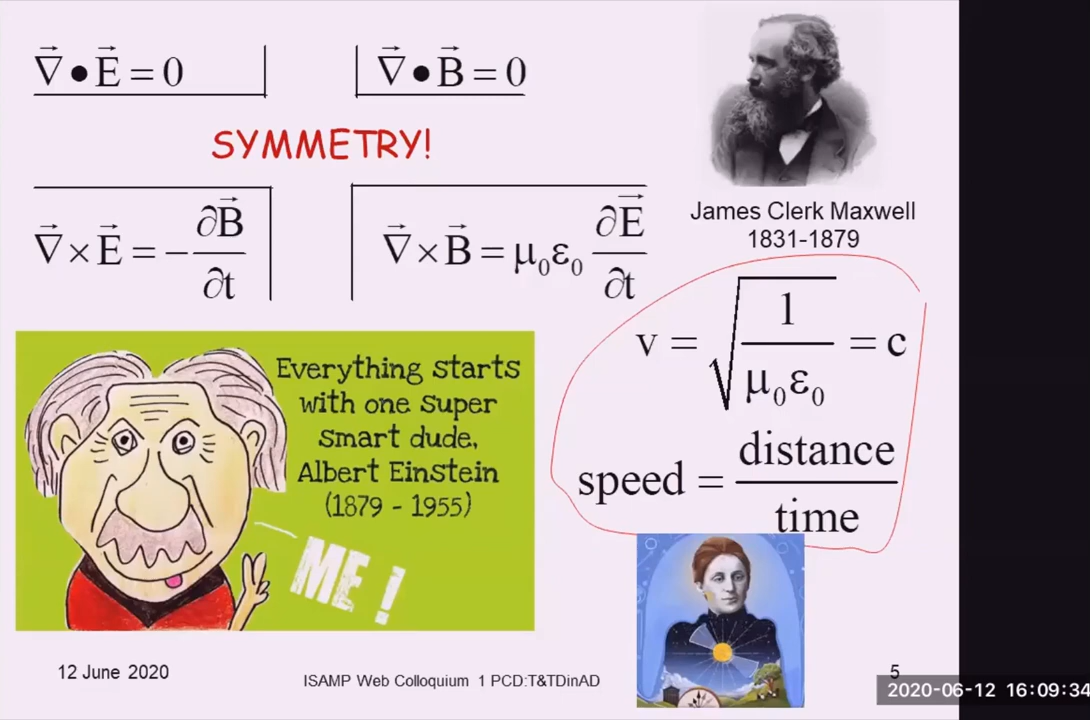 ∇⃗ • E⃗ = 0
∇⃗ • B⃗ = 0
SYMMETRY!
∇⃗ × E⃗ = − ∂B⃗/∂t
∇⃗ × B⃗ = μ₀ε₀ ∂E⃗/∂t
James Clerk Maxwell
1831-1879
v = √(1/μ₀ε₀) = c
speed = distance/time
Everything starts
with one super
smart dude,
Albert Einstein
(1879 - 1955)
ME !
12 June 2020
ISAMP Web Colloquium 1 PCD:T&TDinAD
5
2020-06-12 16:09:34